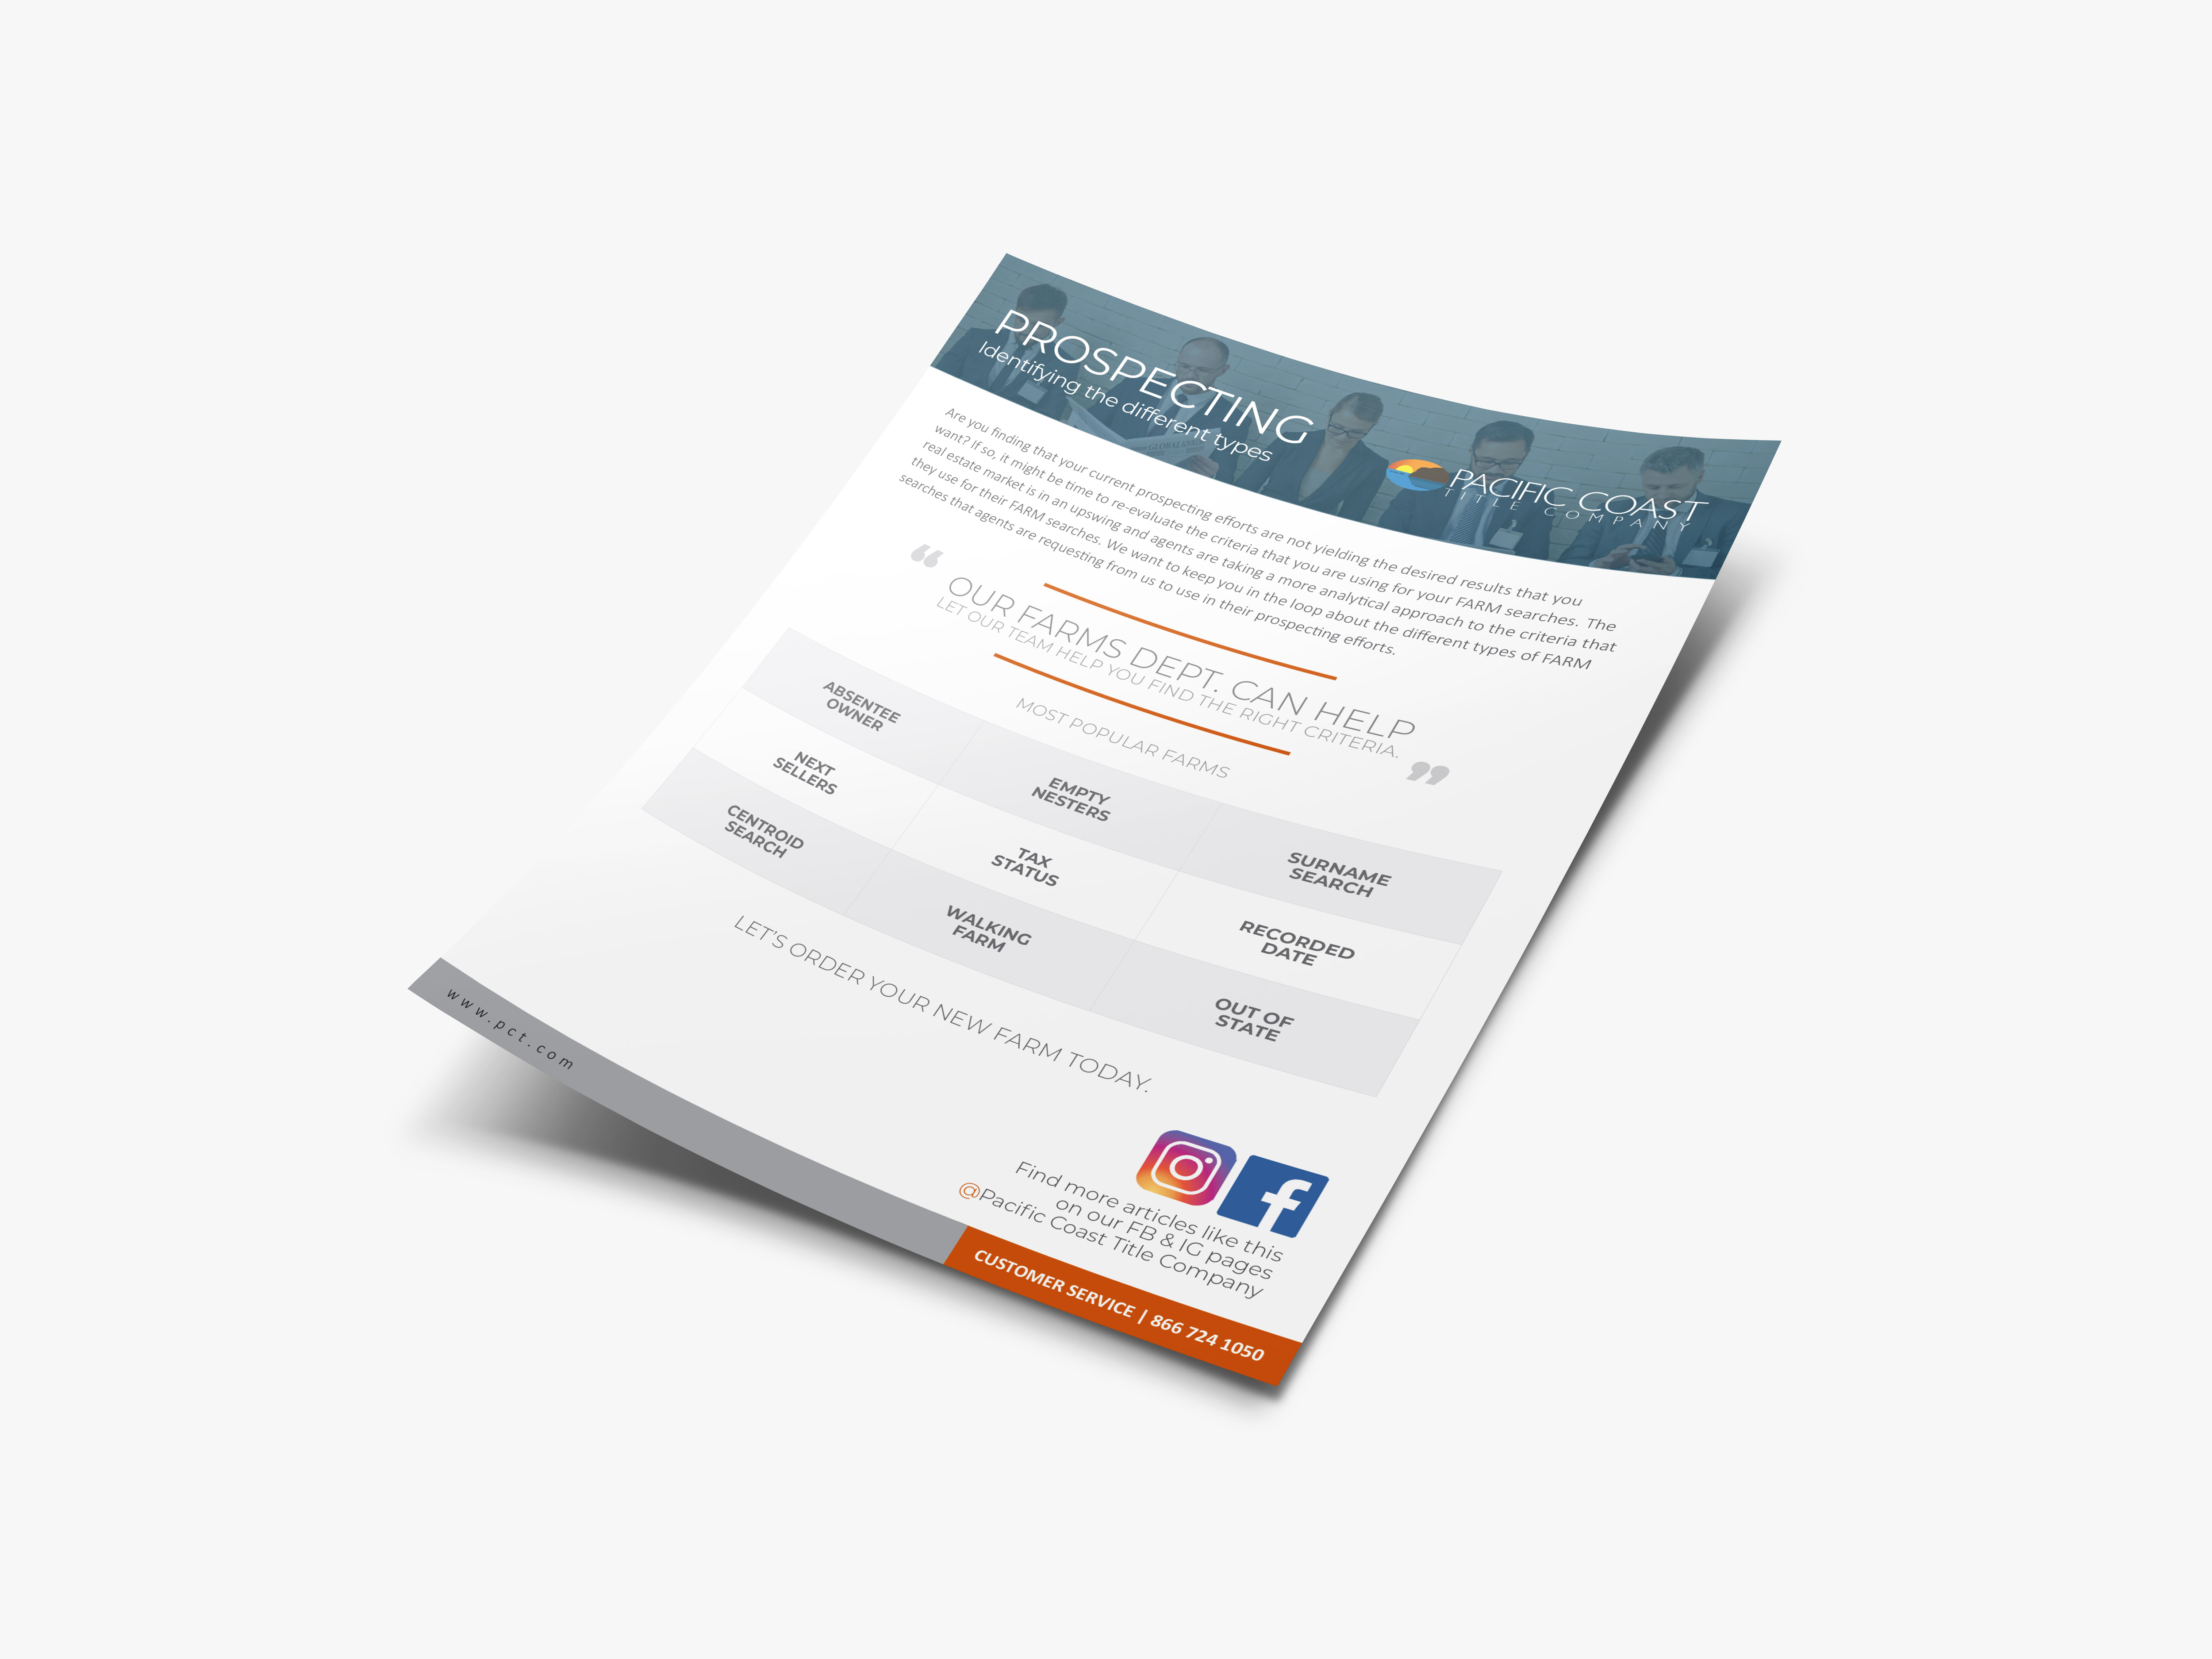 PROSPECTING
Identifying the different types
PACIFIC COAST
TITLE COMPANY
Are you finding that your current prospecting efforts are not yielding the desired results that you
want? If so, it might be time to re-evaluate the criteria that you are using for your FARM searches. The
real estate market is in an upswing and agents are taking a more analytical approach to the criteria that
they use for their FARM searches. We want to keep you in the loop about the different types of FARM
searches that agents are requesting from us to use in their prospecting efforts.
“
OUR FARMS DEPT. CAN HELP
LET OUR TEAM HELP YOU FIND THE RIGHT CRITERIA.
”
MOST POPULAR FARMS
ABSENTEE
OWNER
EMPTY
NESTERS
SURNAME
SEARCH
NEXT
SELLERS
TAX
STATUS
RECORDED
DATE
CENTROID
SEARCH
WALKING
FARM
OUT OF
STATE
LET'S ORDER YOUR NEW FARM TODAY.
Find more articles like this
on our FB & IG pages
@Pacific Coast Title Company
www.pct.com
CUSTOMER SERVICE | 866 724 1050